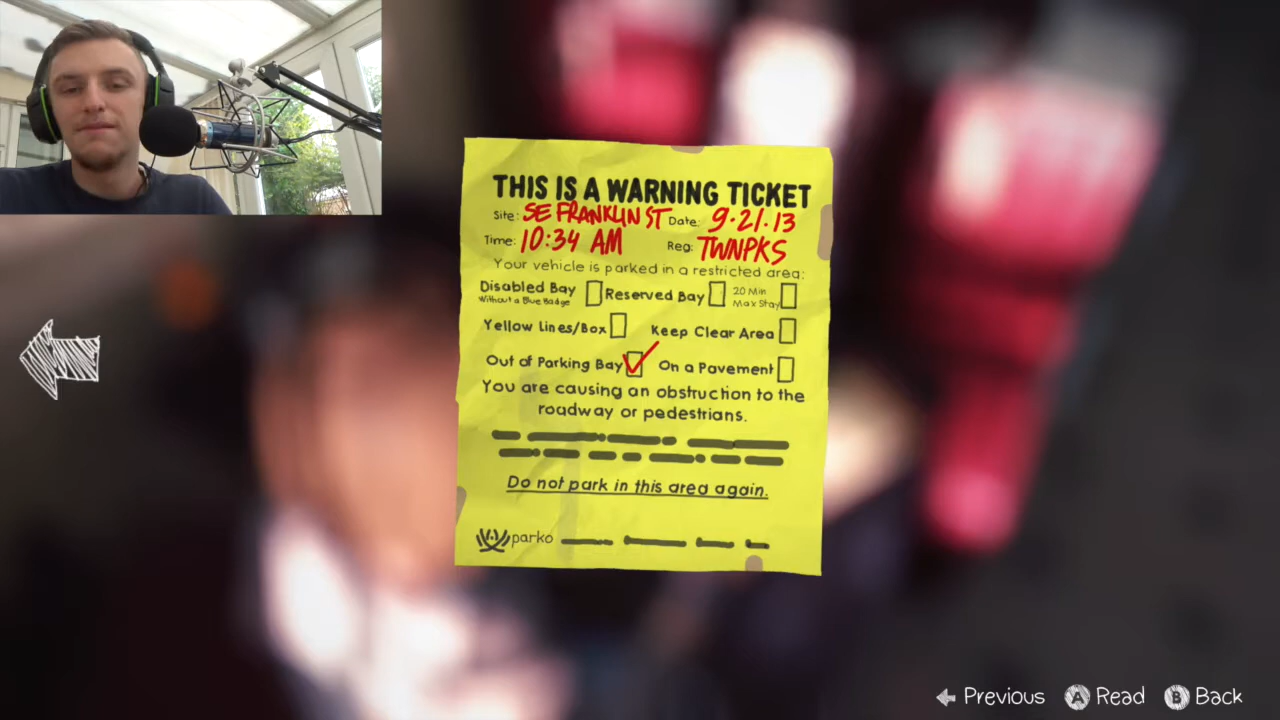 THIS IS A WARNING TICKET
Site: SE FRANKLIN ST Date: 9·21·13
Time: 10:34 AM Reg: TWNPKS
Your vehicle is parked in a restricted area:
Disabled Bay
Without a Blue Badge
Reserved Bay
20 Min
Max Stay
Yellow Lines/Box Keep Clear Area
Out of Parking Bay On a Pavement
You are causing an obstruction to the
roadway or pedestrians.
Do not park in this area again.
parko
Previous A Read B Back